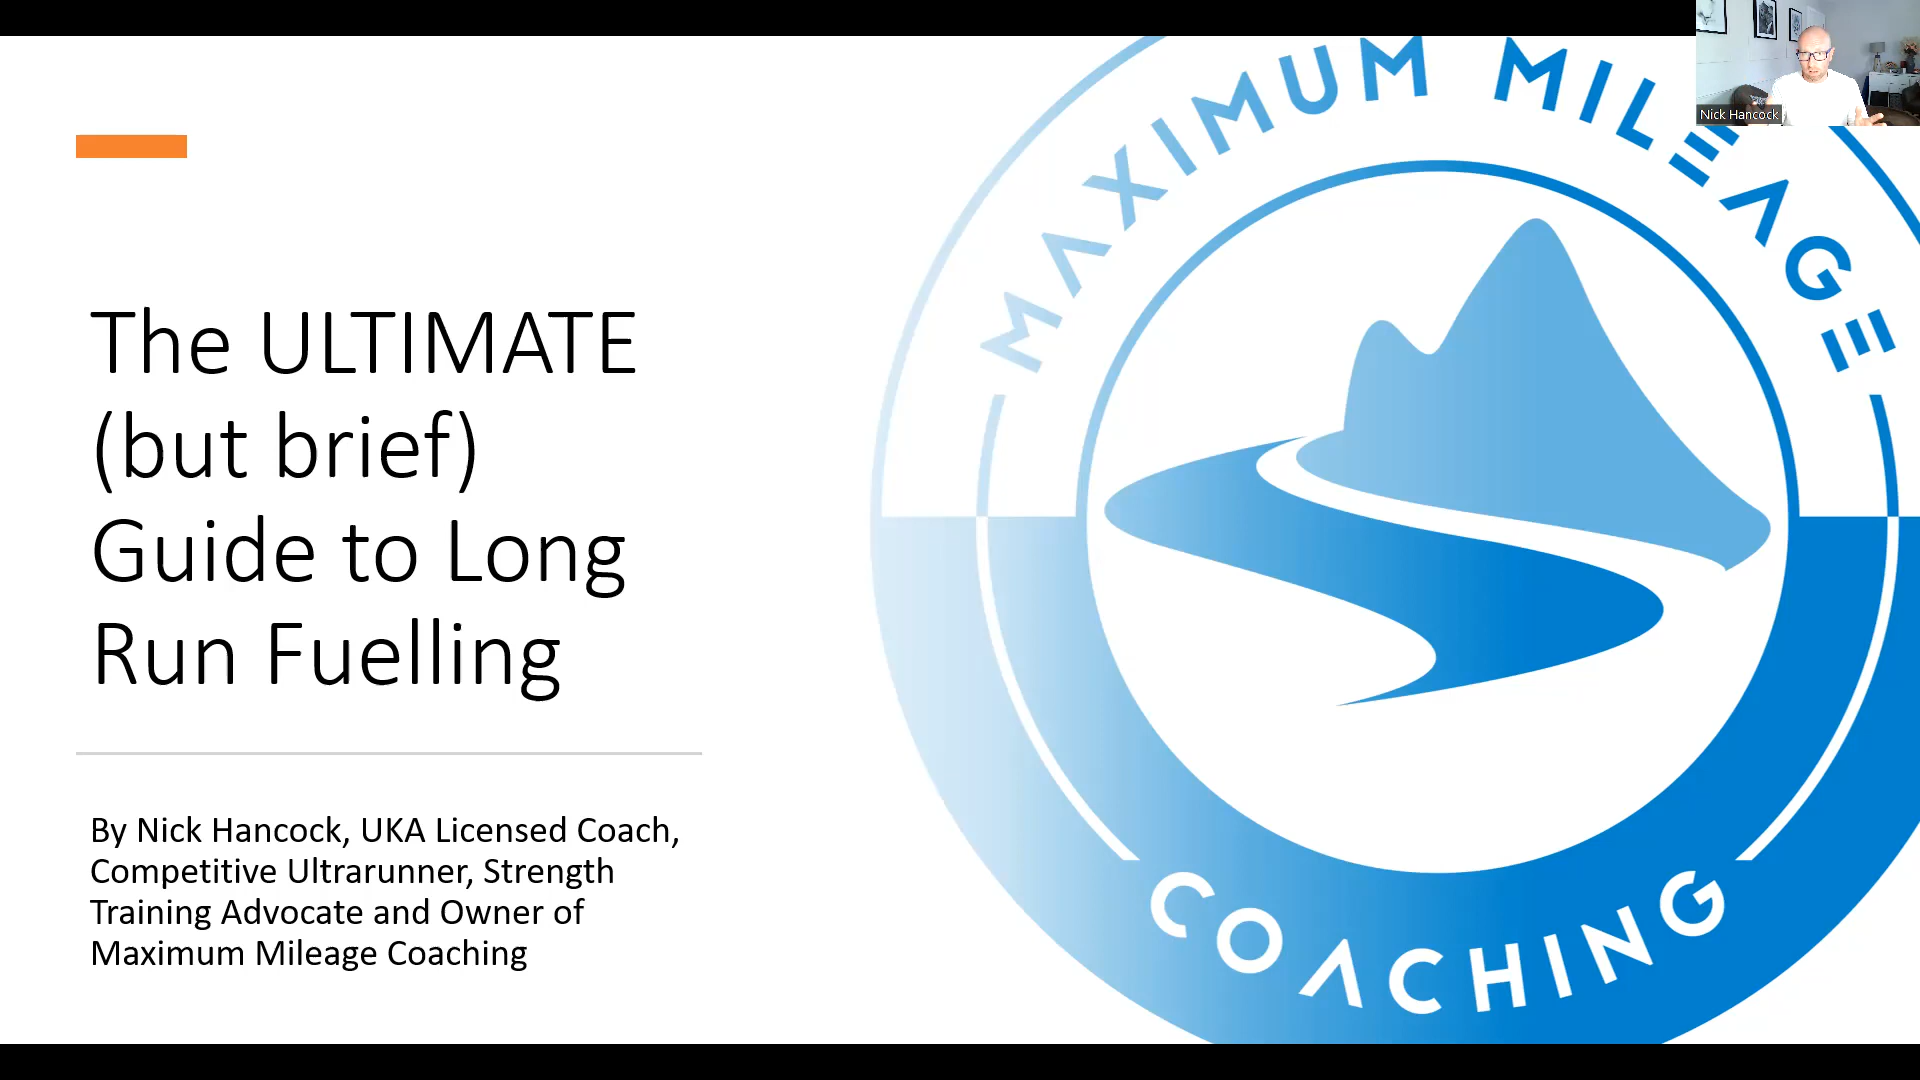 The ULTIMATE
(but brief)
Guide to Long
Run Fuelling
By Nick Hancock, UKA Licensed Coach,
Competitive Ultrarunner, Strength
Training Advocate and Owner of
Maximum Mileage Coaching
MAXIMUM MILEAGE
COACHING
Nick Hancock